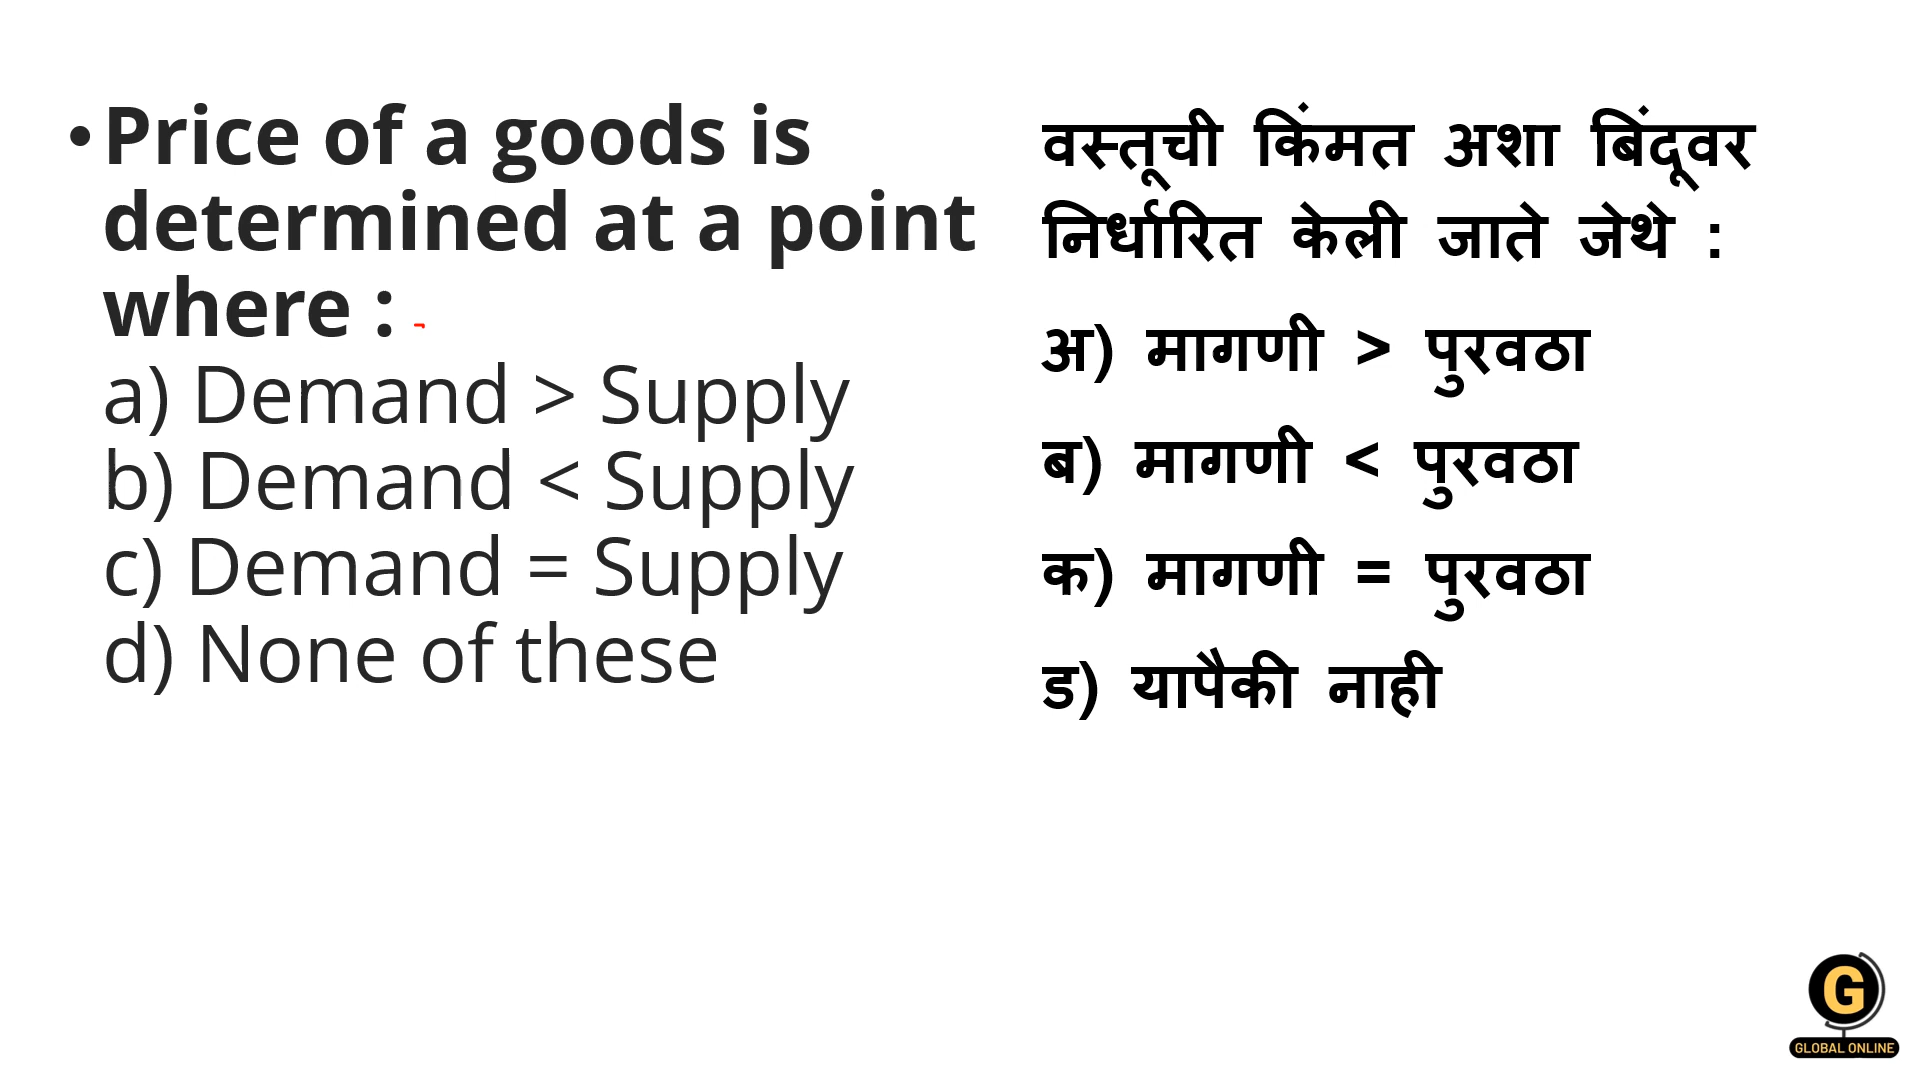 • Price of a goods is
determined at a point
where :
a) Demand > Supply
b) Demand < Supply
c) Demand = Supply
d) None of these
वस्तूची किंमत अशा बिंदूवर
निर्धारित केली जाते जेथे :
अ) मागणी > पुरवठा
ब) मागणी < पुरवठा
क) मागणी = पुरवठा
ड) यापैकी नाही
G
GLOBAL ONLINE